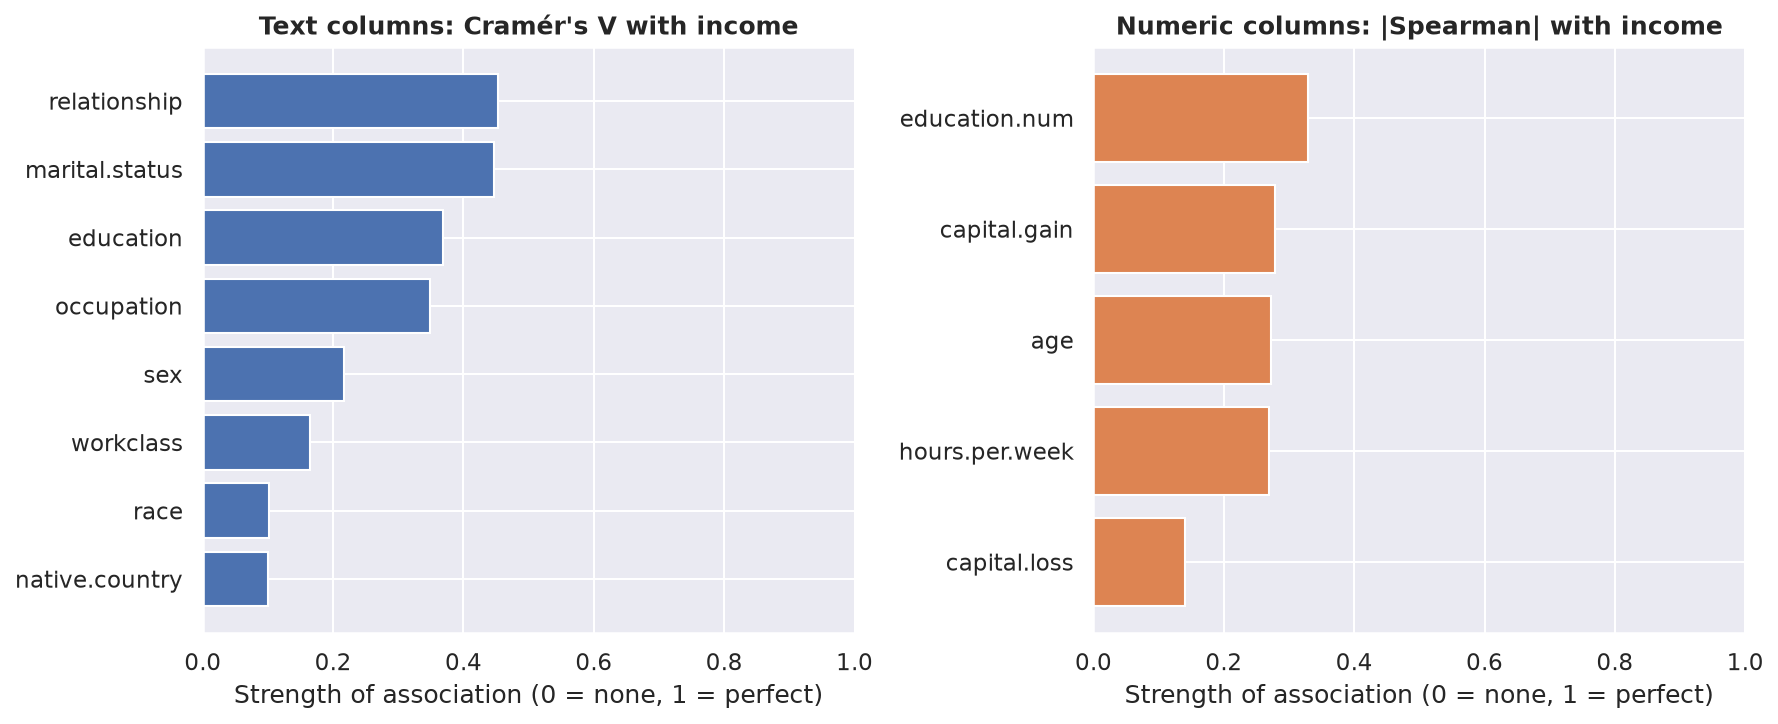 Text columns: Cramér's V with income
relationship
marital.status
education
occupation
sex
workclass
race
native.country
0.0 0.2 0.4 0.6 0.8 1.0
Strength of association (0 = none, 1 = perfect)
Numeric columns: |Spearman| with income
education.num
capital.gain
age
hours.per.week
capital.loss
0.0 0.2 0.4 0.6 0.8 1.0
Strength of association (0 = none, 1 = perfect)